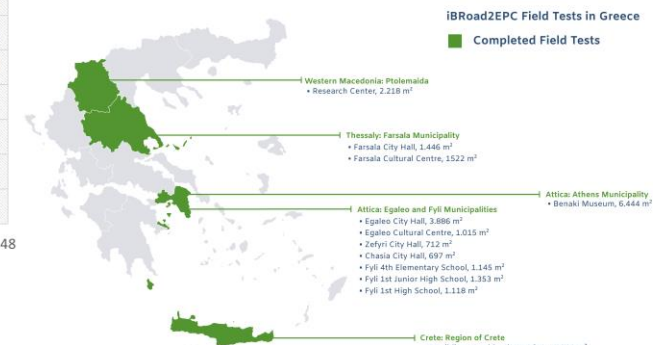 iBRoad2EPC Field Tests in Greece
Completed Field Tests
Western Macedonia: Ptolemaida
• Research Center, 2.218 m²
Thessaly: Farsala Municipality
• Farsala City Hall, 1.446 m²
• Farsala Cultural Centre, 1522 m²
Attica: Athens Municipality
• Benaki Museum, 6.444 m²
Attica: Egaleo and Fyli Municipalities
• Egaleo City Hall, 3.886 m²
• Egaleo Cultural Centre, 1.015 m²
• Zefyri City Hall, 712 m²
• Chasia City Hall, 697 m²
• Fyli 4th Elementary School, 1.145 m²
• Fyli 1st Junior High School, 1.353 m²
• Fyli 1st High School, 1.118 m²
48
Crete: Region of Crete